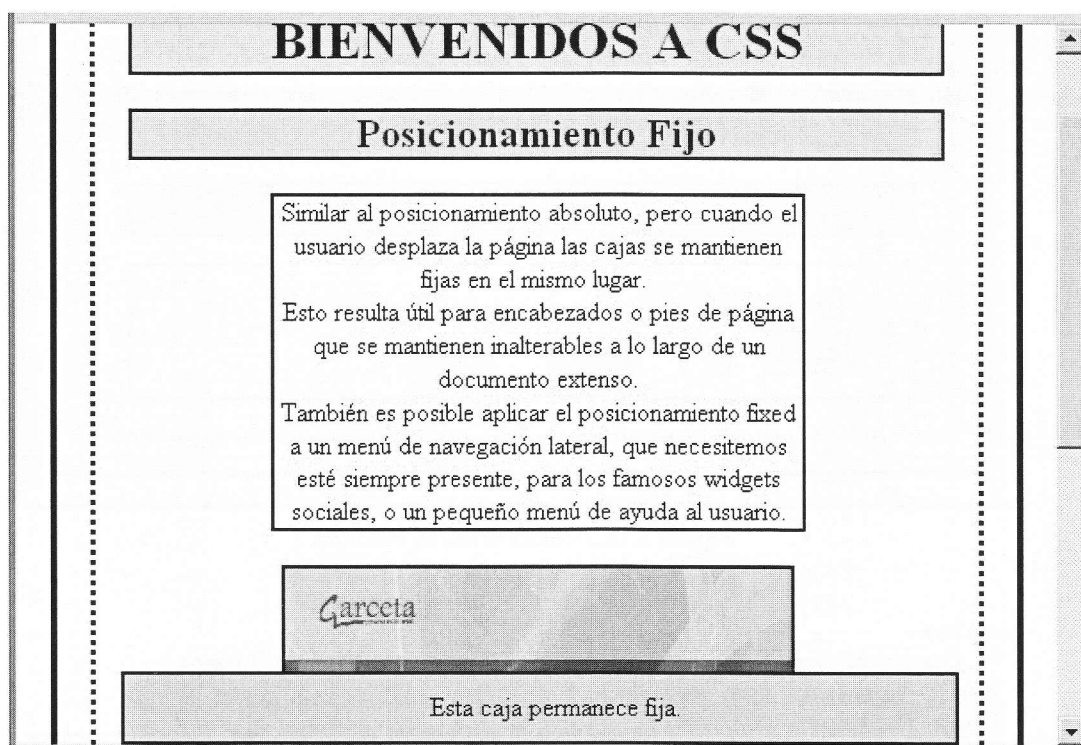 BIENVENIDOS A CSS
Posicionamiento Fijo
Similar al posicionamiento absoluto, pero cuando el
usuario desplaza la página las cajas se mantienen
fijas en el mismo lugar.
Esto resulta útil para encabezados o pies de página
que se mantienen inalterables a lo largo de un
documento extenso.
También es posible aplicar el posicionamiento fixed
a un menú de navegación lateral, que necesitemos
esté siempre presente, para los famosos widgets
sociales, o un pequeño menú de ayuda al usuario.
Garceta
Esta caja permanece fija.